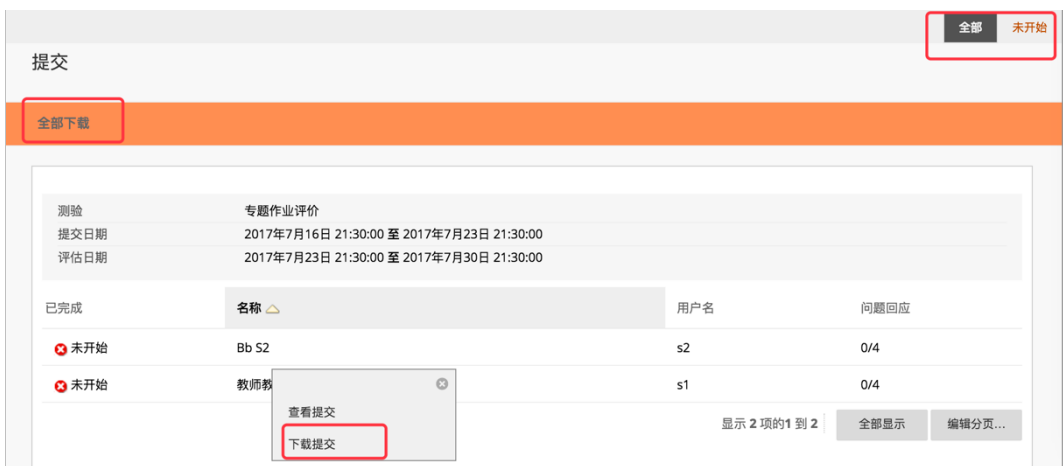 全部 未开始
提交
全部下载
测验 专题作业评价
提交日期 2017年7月16日 21:30:00 至 2017年7月23日 21:30:00
评估日期 2017年7月23日 21:30:00 至 2017年7月30日 21:30:00
已完成 名称 用户名 问题回应
未开始 Bb S2 s2 0/4
未开始 教师教 s1 0/4
查看提交
下载提交
显示 2 项的1 到 2 全部显示 编辑分页...